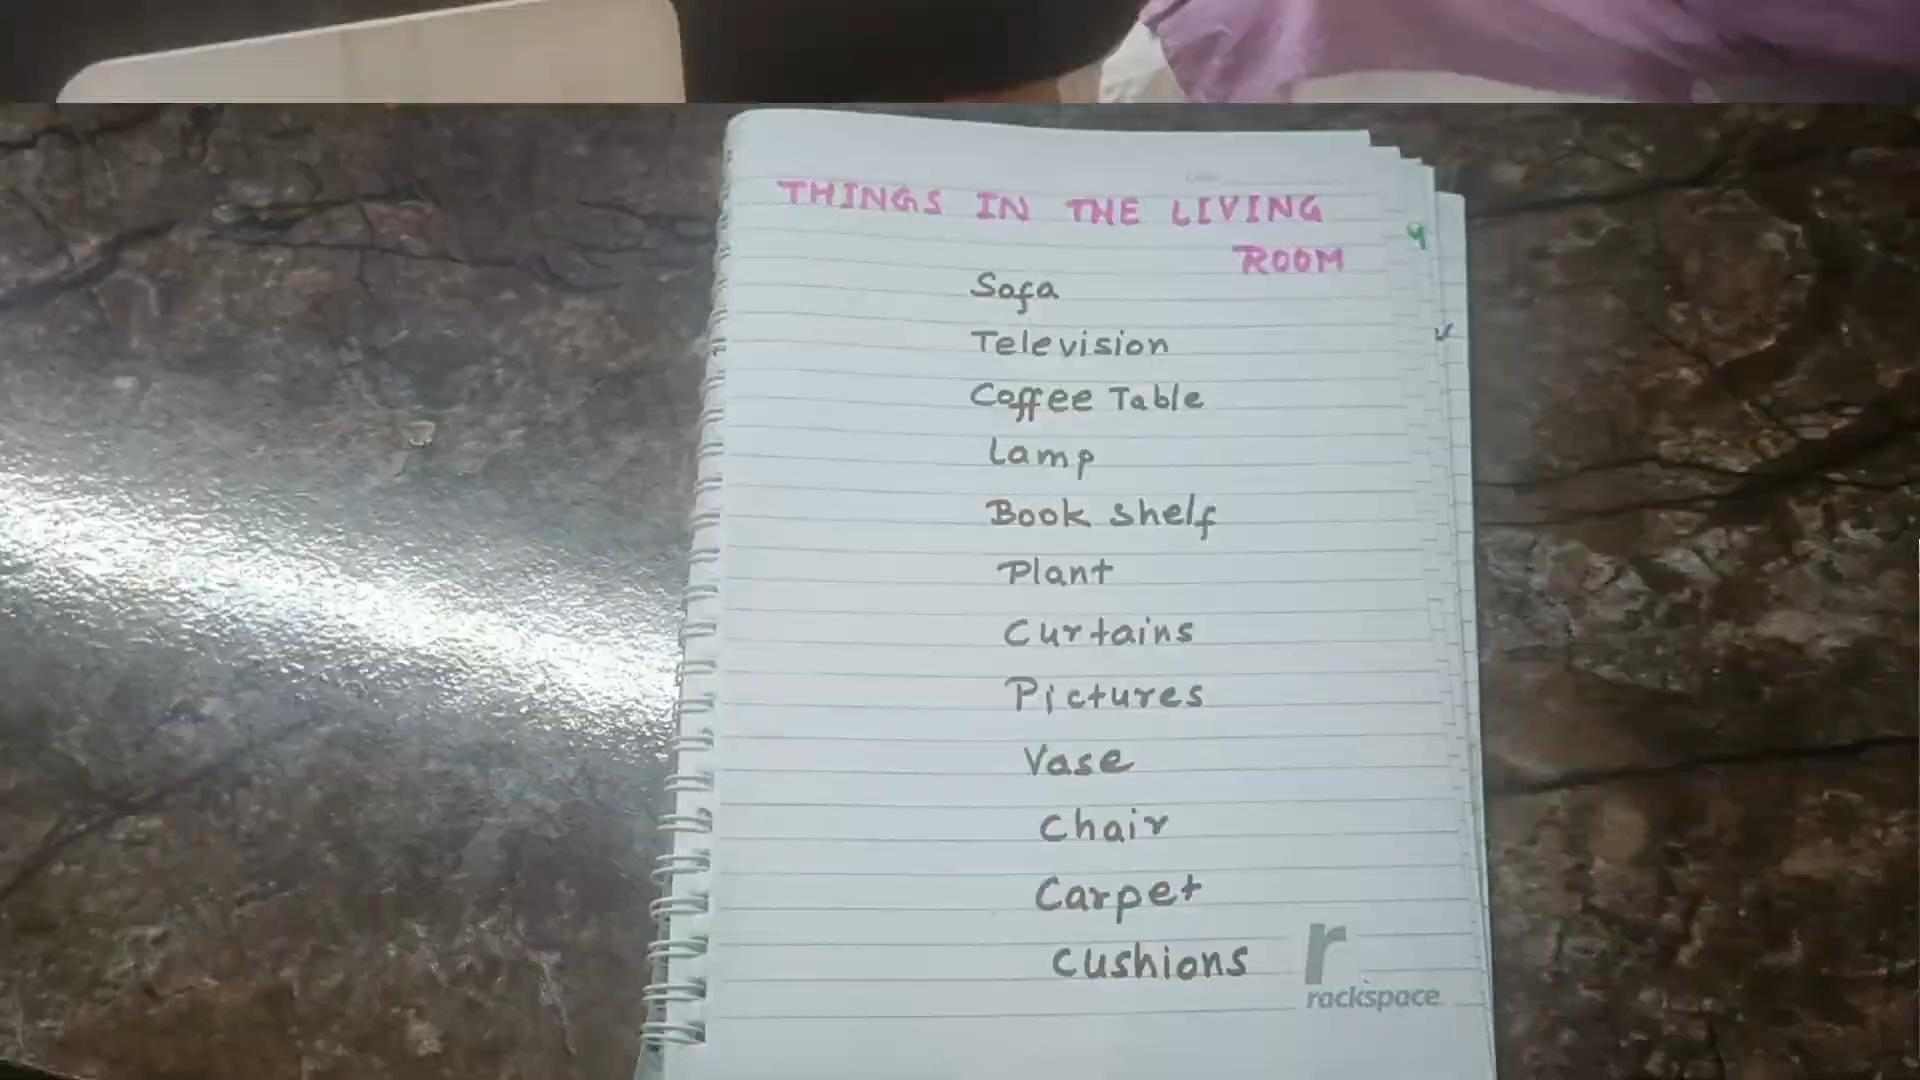 THINGS IN THE LIVING
ROOM
Sofa
Television
Coffee Table
Lamp
Book shelf
Plant
Curtains
Pictures
Vase
Chair
Carpet
Cushions
r
rackspace